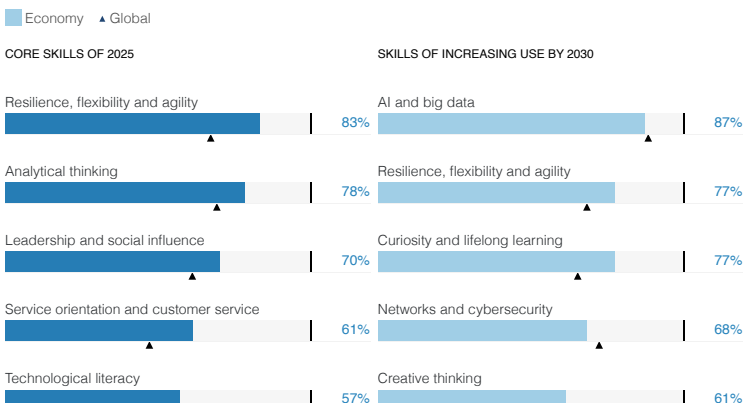 Economy Global
CORE SKILLS OF 2025
Resilience, flexibility and agility
83%
Analytical thinking
78%
Leadership and social influence
70%
Service orientation and customer service
61%
Technological literacy
57%
SKILLS OF INCREASING USE BY 2030
AI and big data
87%
Resilience, flexibility and agility
77%
Curiosity and lifelong learning
77%
Networks and cybersecurity
68%
Creative thinking
61%